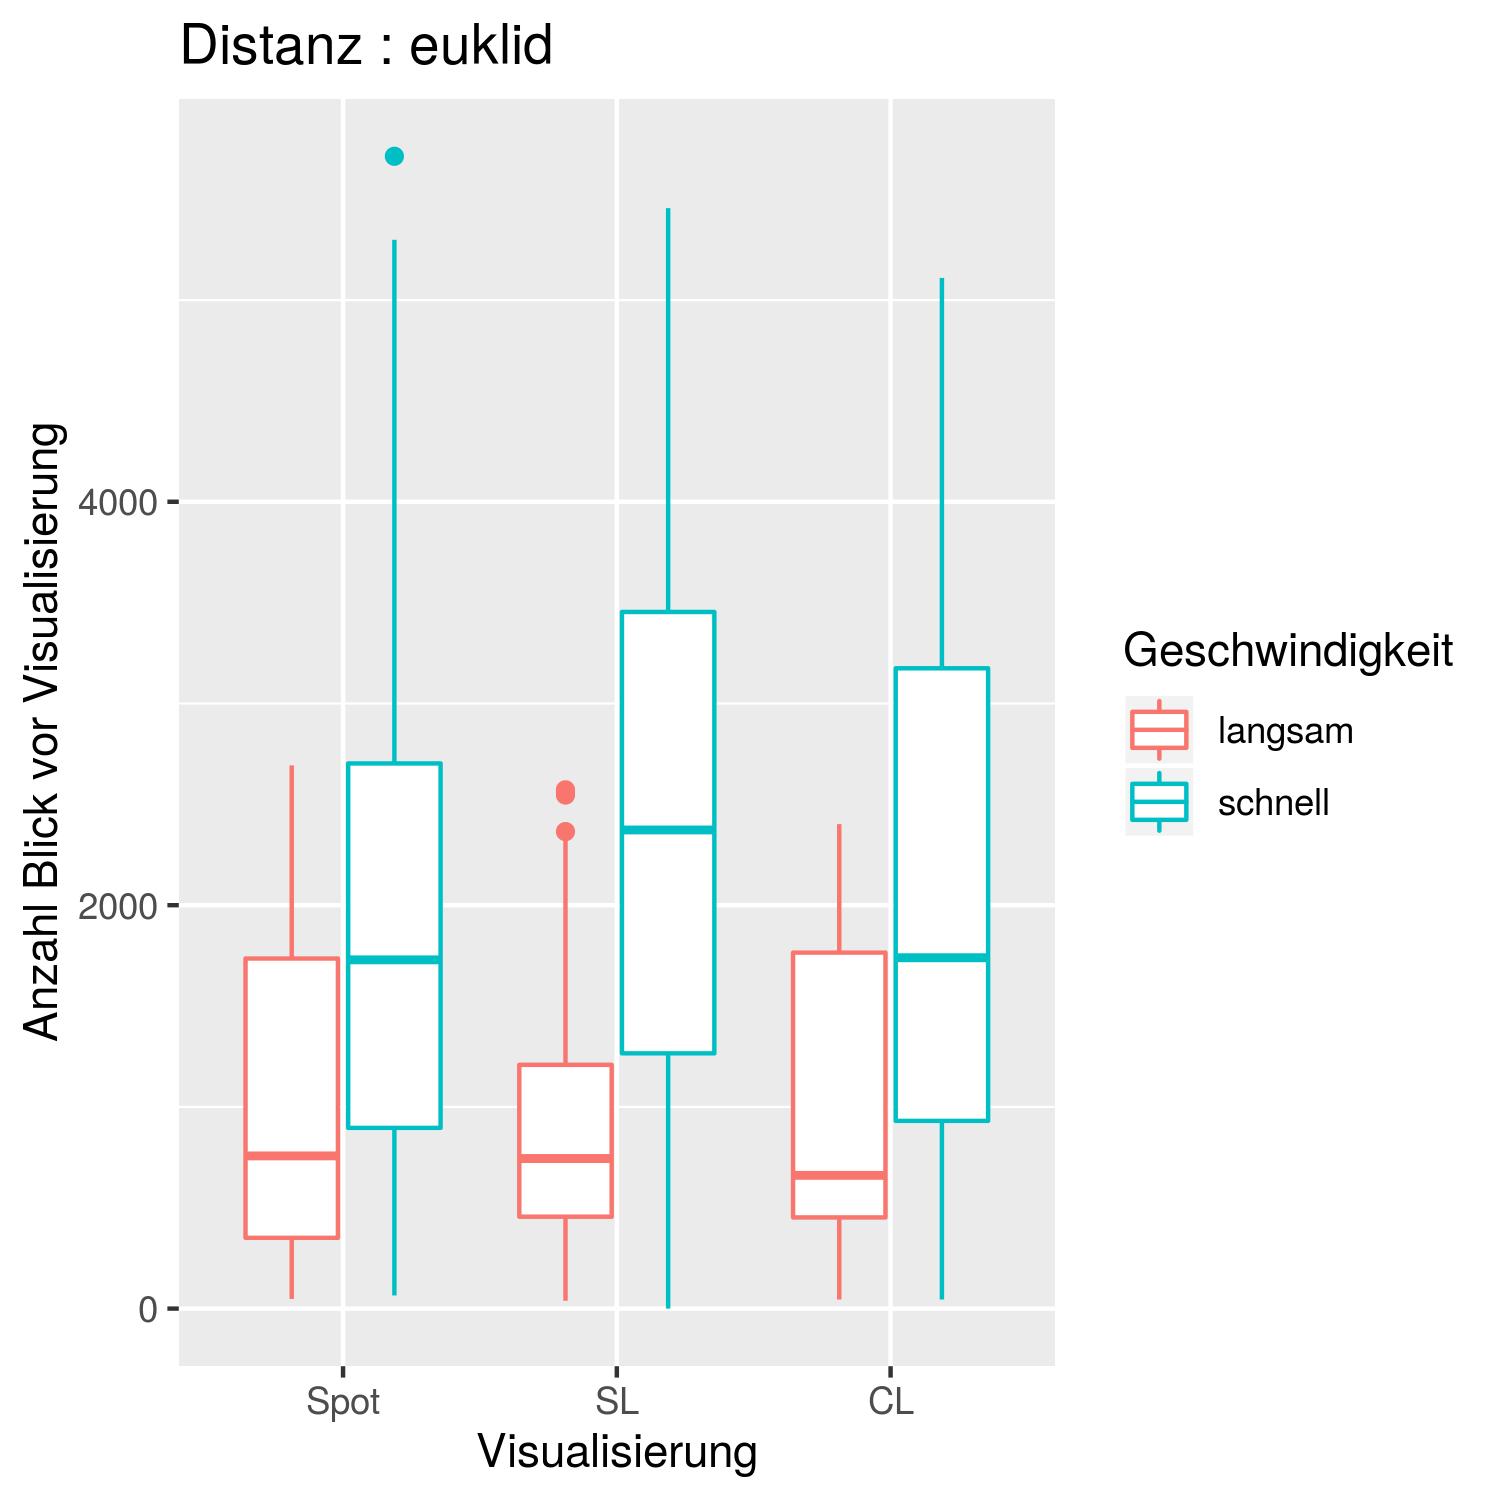 Distanz : euklid
Anzahl Blick vor Visualisierung
4000
2000
0
Spot
SL
CL
Visualisierung
Geschwindigkeit
langsam
schnell